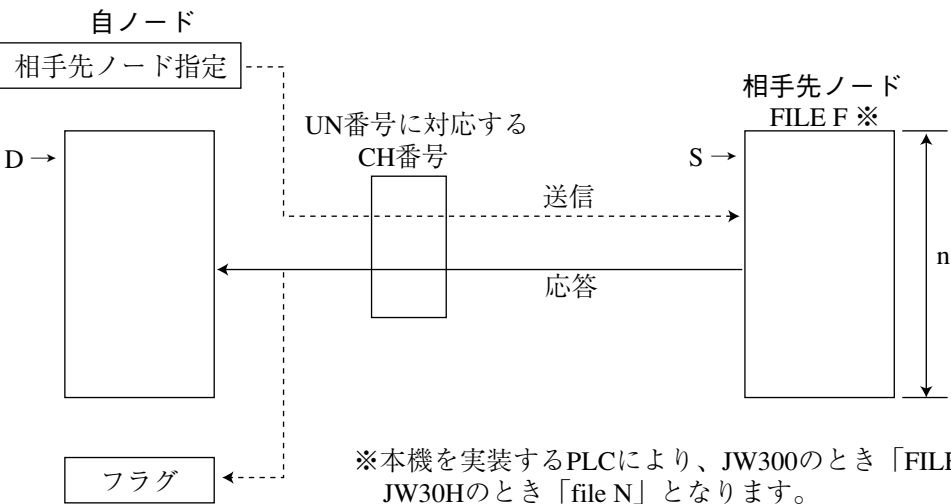 自ノード
相手先ノード指定
相手先ノード
FILE F ※
UN番号に対応する
CH番号
D →
S →
送信
n
応答
フラグ
※本機を実装するPLCにより、JW300のとき「FILE
JW30Hのとき「file N」となります。